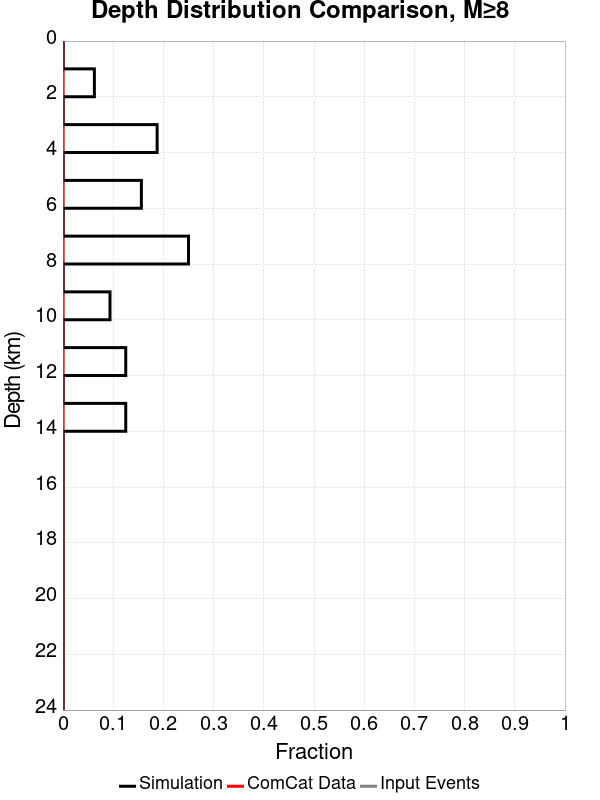 Depth Distribution Comparison, M≥8
0
2
4
6
8
10
12
14
16
18
20
22
24
Depth (km)
0 0.1 0.2 0.3 0.4 0.5 0.6 0.7 0.8 0.9 1
Fraction
Simulation ComCat Data Input Events